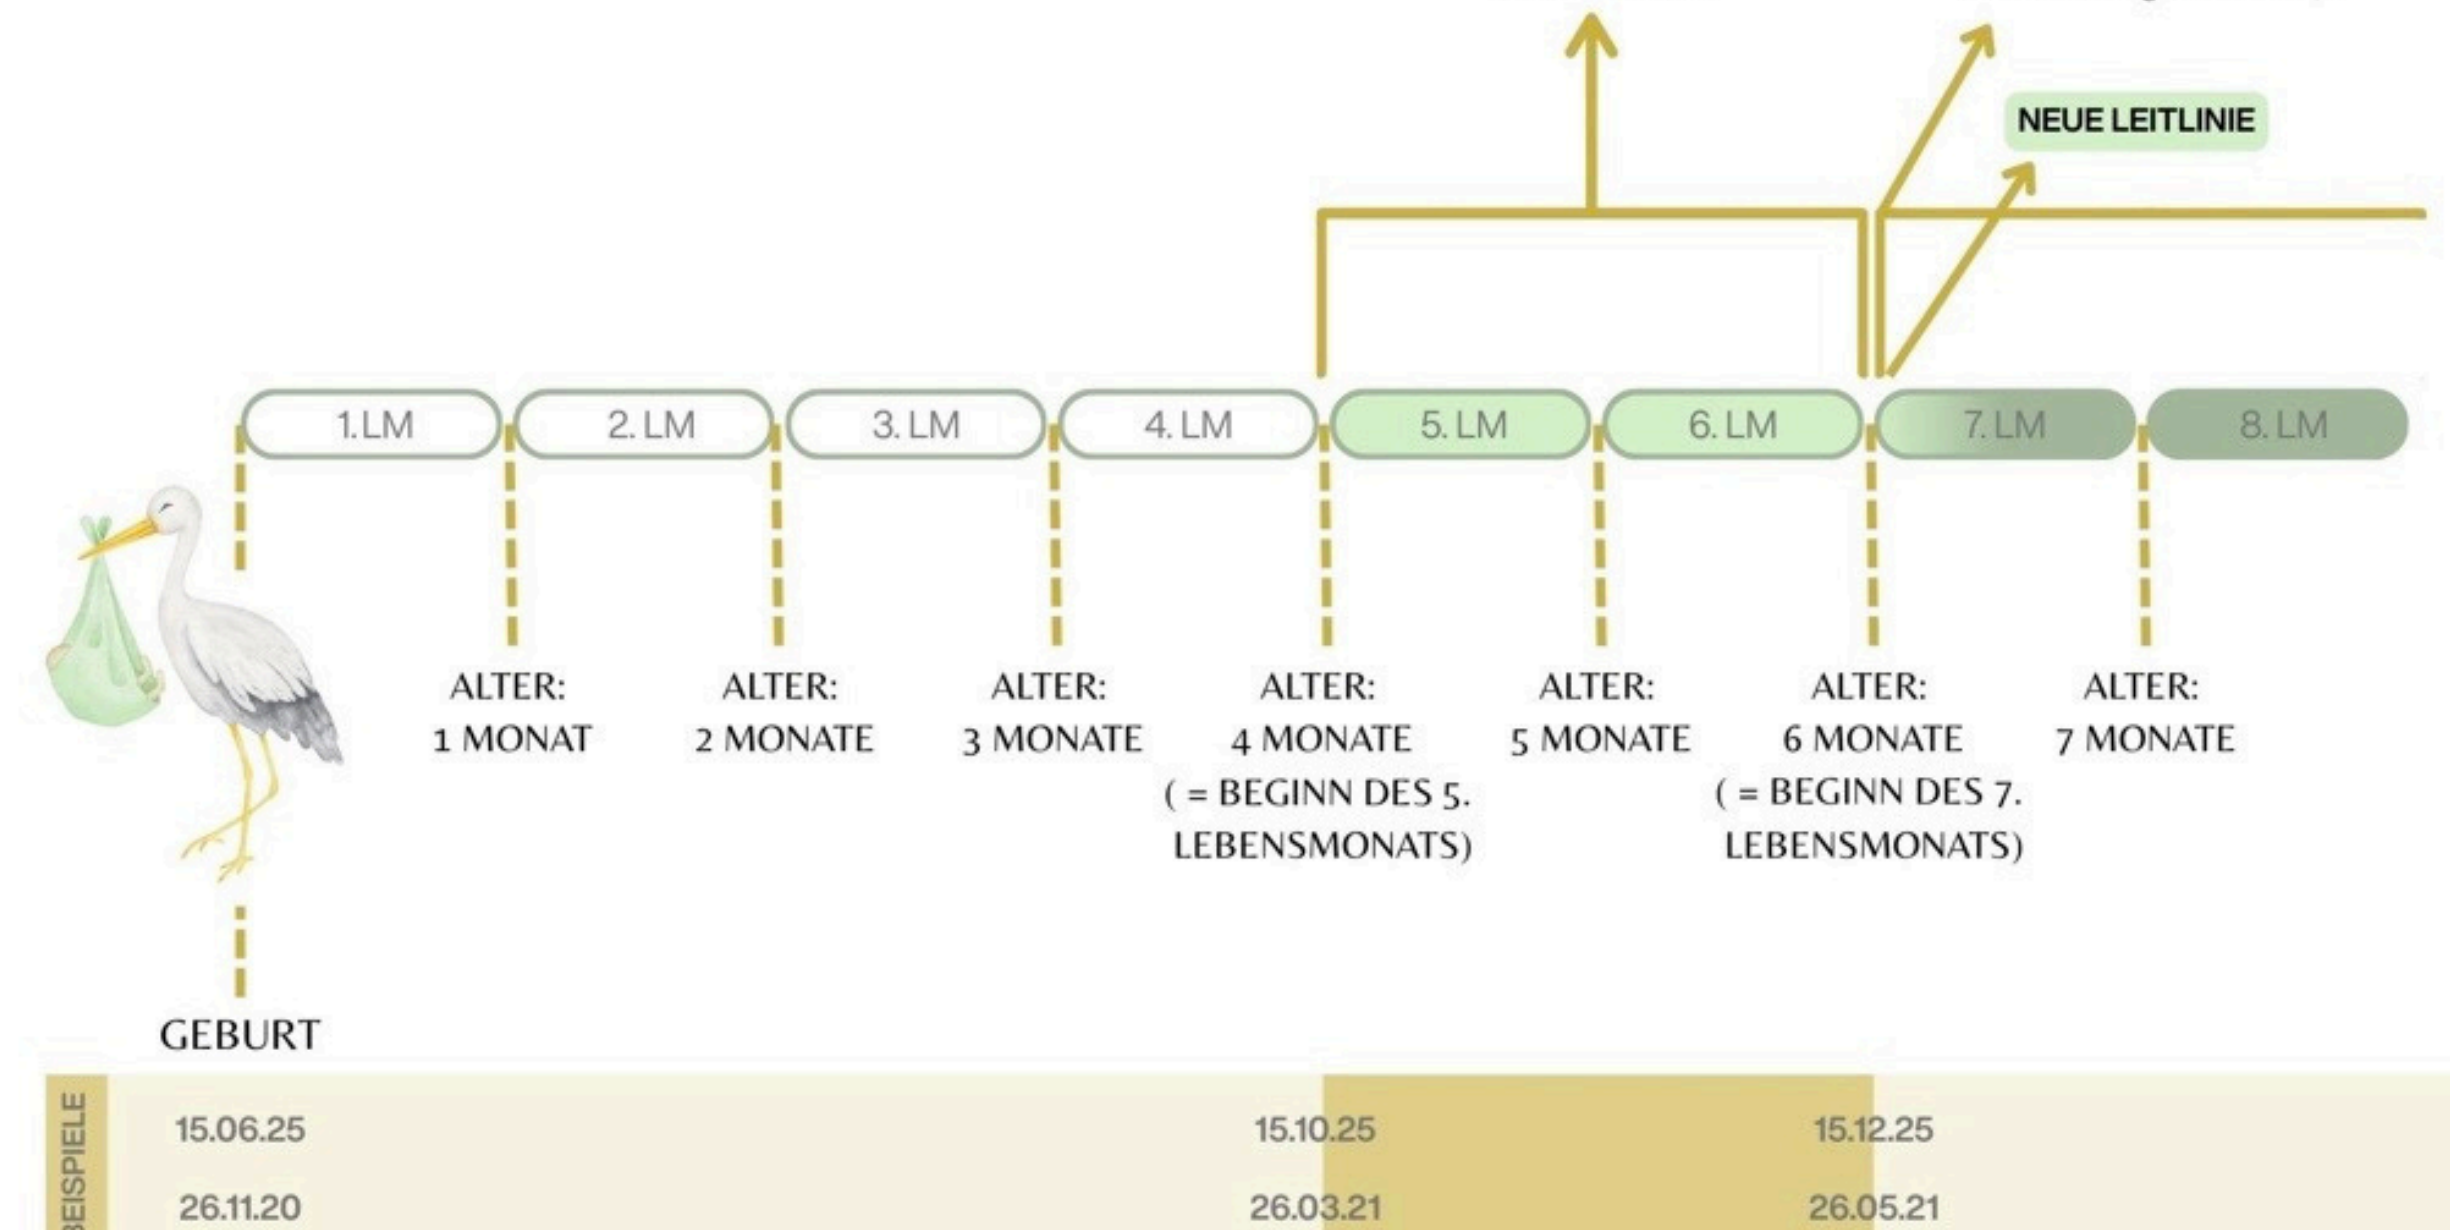 NEUE LEITLINIE
1. LM 2. LM 3. LM 4. LM 5. LM 6. LM 7. LM 8. LM
ALTER: ALTER: ALTER: ALTER: ALTER: ALTER: ALTER:
1 MONAT 2 MONATE 3 MONATE 4 MONATE 5 MONATE 6 MONATE 7 MONATE
( = BEGINN DES 5. ( = BEGINN DES 7.
LEBENSMONATS) LEBENSMONATS)
GEBURT
BEISPIELE
15.06.25 15.10.25 15.12.25
26.11.20 26.03.21 26.05.21